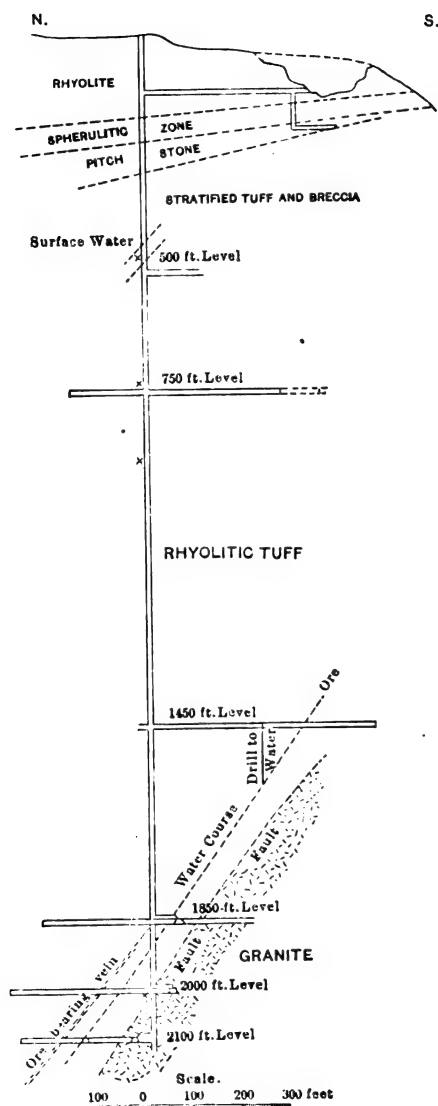 N.
S.
RHYOLITE
SPHERULITIC ZONE
PITCH STONE
STRATIFIED TUFF AND BRECCIA
Surface Water
500 ft. Level
750 ft. Level
RHYOLITIC TUFF
Ore
1450 ft. Level
Drill to Water
Water Course
Fault
1850-ft. Level
Fault
GRANITE
Ore bearing vein
2000 ft. Level
2100 ft. Level
Scale.
100 0 100 200 300 feet